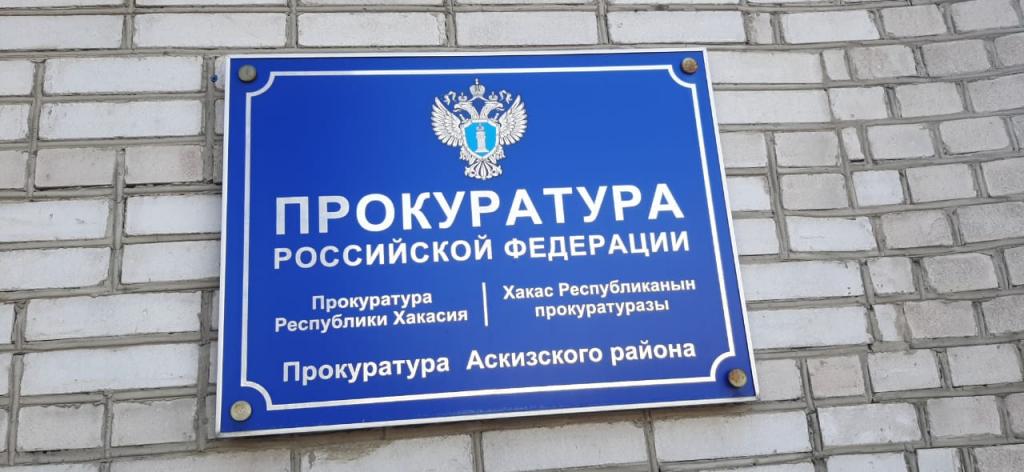 ПРОКУРАТУРА
РОССИЙСКОЙ ФЕДЕРАЦИИ
Прокуратура
Республики Хакасия
Хакас Республиканын
прокуратуразы
Прокуратура Аскизского района